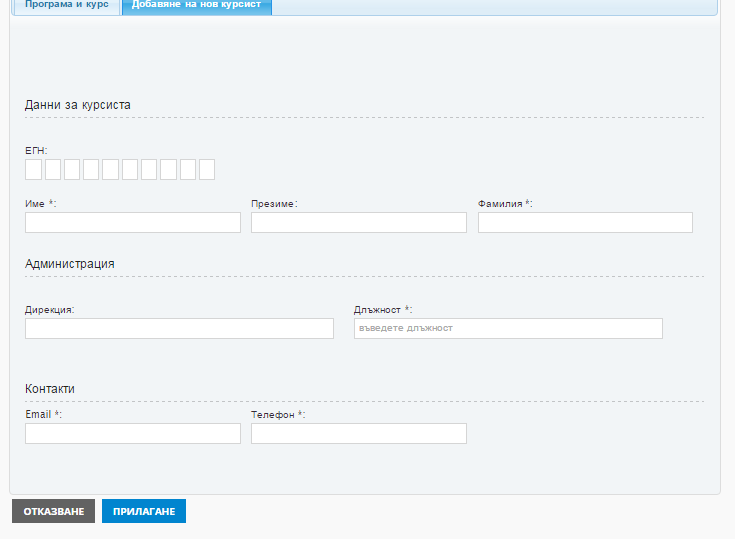 Програма и курс Добавяне на нов курсист
Данни за курсиста
ЕГН:
Име *: Презиме: Фамилия *:
Администрация
Дирекция: Длъжност *:
въведете длъжност
Контакти
Email *: Телефон *:
ОТКАЗВАНЕ ПРИЛАГАНЕ